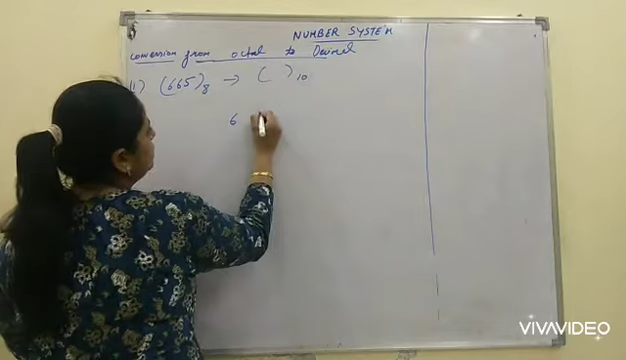 NUMBER SYSTEM
conversion from octal to Decimal
(1) (665)8 → ( )10
6
VIVAVIDEO